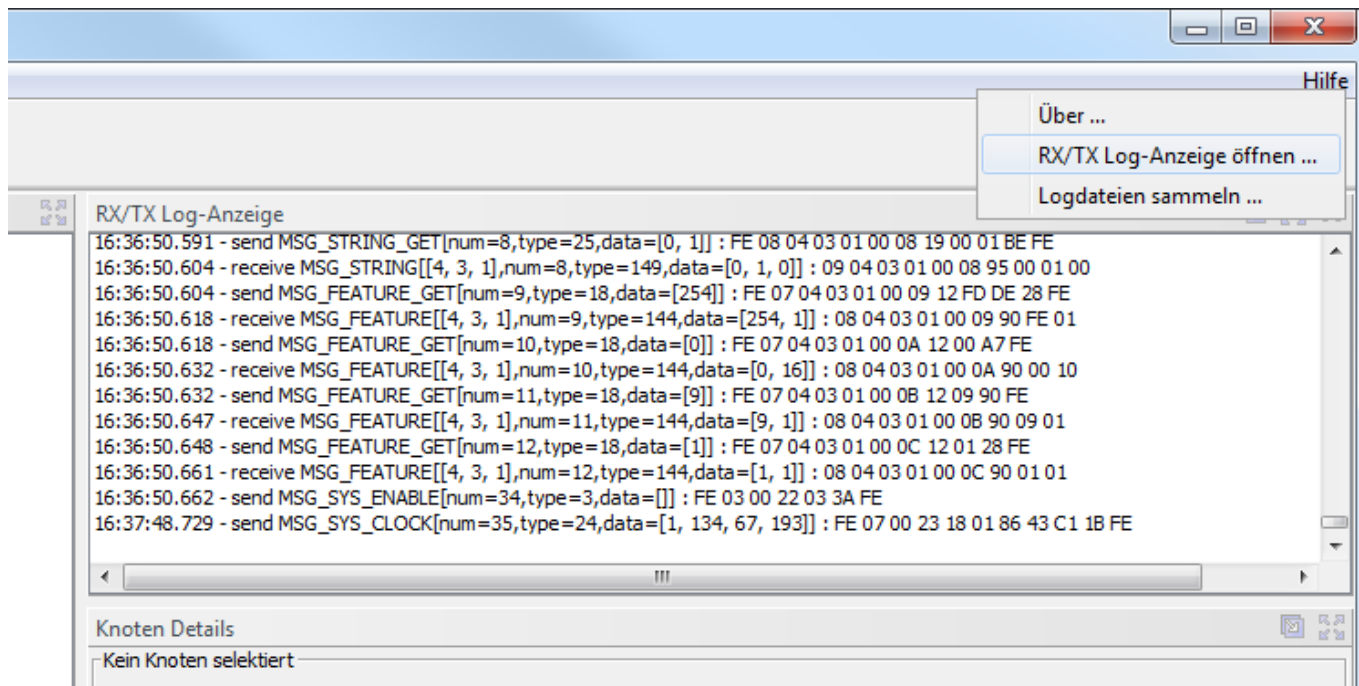 Hilfe
Über ...
RX/TX Log-Anzeige öffnen ...
Logdateien sammeln ...
RX/TX Log-Anzeige
16:36:50.591 - send MSG_STRING_GET[num=8,type=25,data=[0, 1]] : FE 08 04 03 01 00 08 19 00 01 BE FE
16:36:50.604 - receive MSG_STRING[[4, 3, 1],num=8,type=149,data=[0, 1, 0]] : 09 04 03 01 00 08 95 00 01 00
16:36:50.604 - send MSG_FEATURE_GET[num=9,type=18,data=[254]] : FE 07 04 03 01 00 09 12 FD DE 28 FE
16:36:50.618 - receive MSG_FEATURE[[4, 3, 1],num=9,type=144,data=[254, 1]] : 08 04 03 01 00 09 90 FE 01
16:36:50.618 - send MSG_FEATURE_GET[num=10,type=18,data=[0]] : FE 07 04 03 01 00 0A 12 00 A7 FE
16:36:50.632 - receive MSG_FEATURE[[4, 3, 1],num=10,type=144,data=[0, 16]] : 08 04 03 01 00 0A 90 00 10
16:36:50.632 - send MSG_FEATURE_GET[num=11,type=18,data=[9]] : FE 07 04 03 01 00 0B 12 09 90 FE
16:36:50.647 - receive MSG_FEATURE[[4, 3, 1],num=11,type=144,data=[9, 1]] : 08 04 03 01 00 0B 90 09 01
16:36:50.648 - send MSG_FEATURE_GET[num=12,type=18,data=[1]] : FE 07 04 03 01 00 0C 12 01 28 FE
16:36:50.661 - receive MSG_FEATURE[[4, 3, 1],num=12,type=144,data=[1, 1]] : 08 04 03 01 00 0C 90 01 01
16:36:50.662 - send MSG_SYS_ENABLE[num=34,type=3,data=[]] : FE 03 00 22 03 3A FE
16:37:48.729 - send MSG_SYS_CLOCK[num=35,type=24,data=[1, 134, 67, 193]] : FE 07 00 23 18 01 86 43 C1 1B FE
Knoten Details
Kein Knoten selektiert